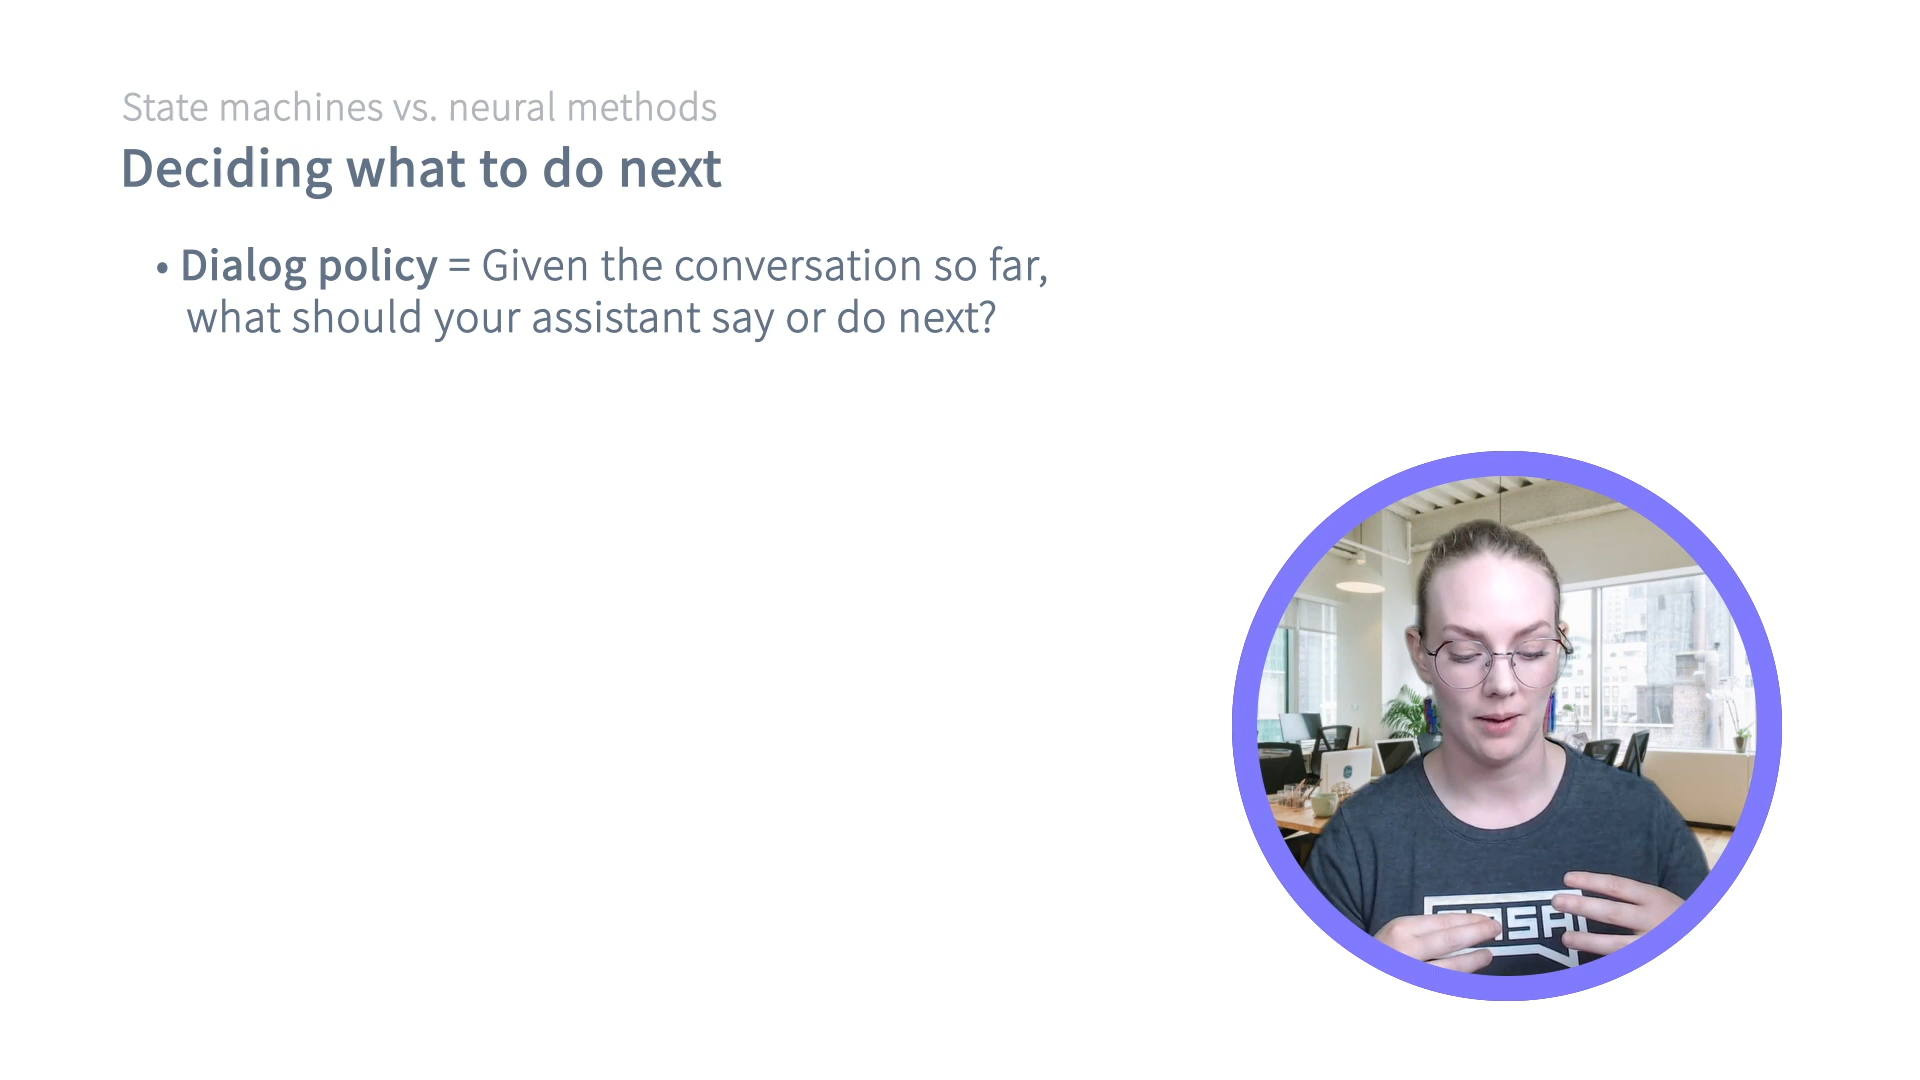 State machines vs. neural methods
Deciding what to do next
• Dialog policy = Given the conversation so far,
what should your assistant say or do next?